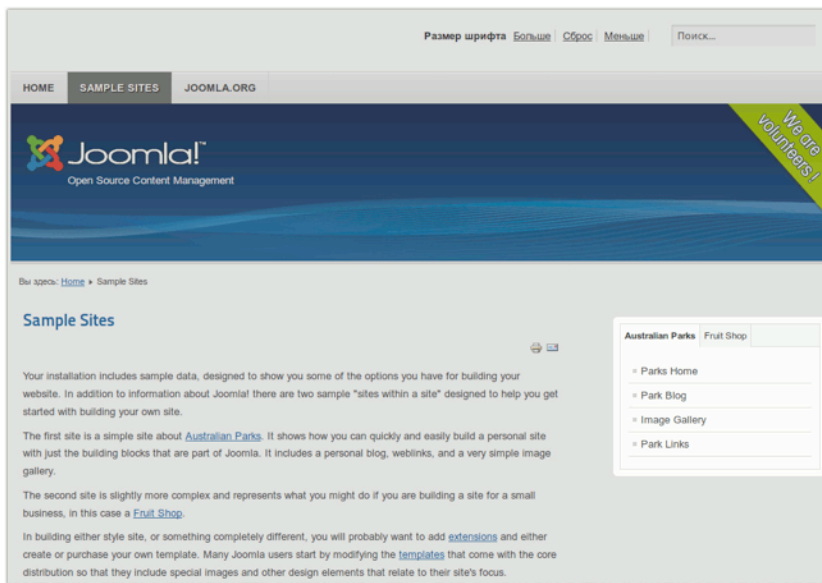 Размер шрифта Больше Сброс Меньше Поиск...
HOME SAMPLE SITES JOOMLA.ORG
Joomla!™
Open Source Content Management
We are
volunteers!
Вы здесь: Home Sample Sites
Sample Sites
Australian Parks Fruit Shop
Parks Home
Park Blog
Image Gallery
Park Links
Your installation includes sample data, designed to show you some of the options you have for building your
website. In addition to information about Joomla! there are two sample "sites within a site" designed to help you get
started with building your own site.
The first site is a simple site about Australian Parks. It shows how you can quickly and easily build a personal site
with just the building blocks that are part of Joomla. It includes a personal blog, weblinks, and a very simple image
gallery.
The second site is slightly more complex and represents what you might do if you are building a site for a small
business, in this case a Fruit Shop.
In building either style site, or something completely different, you will probably want to add extensions and either
create or purchase your own template. Many Joomla users start by modifying the templates that come with the core
distribution so that they include special images and other design elements that relate to their site's focus.